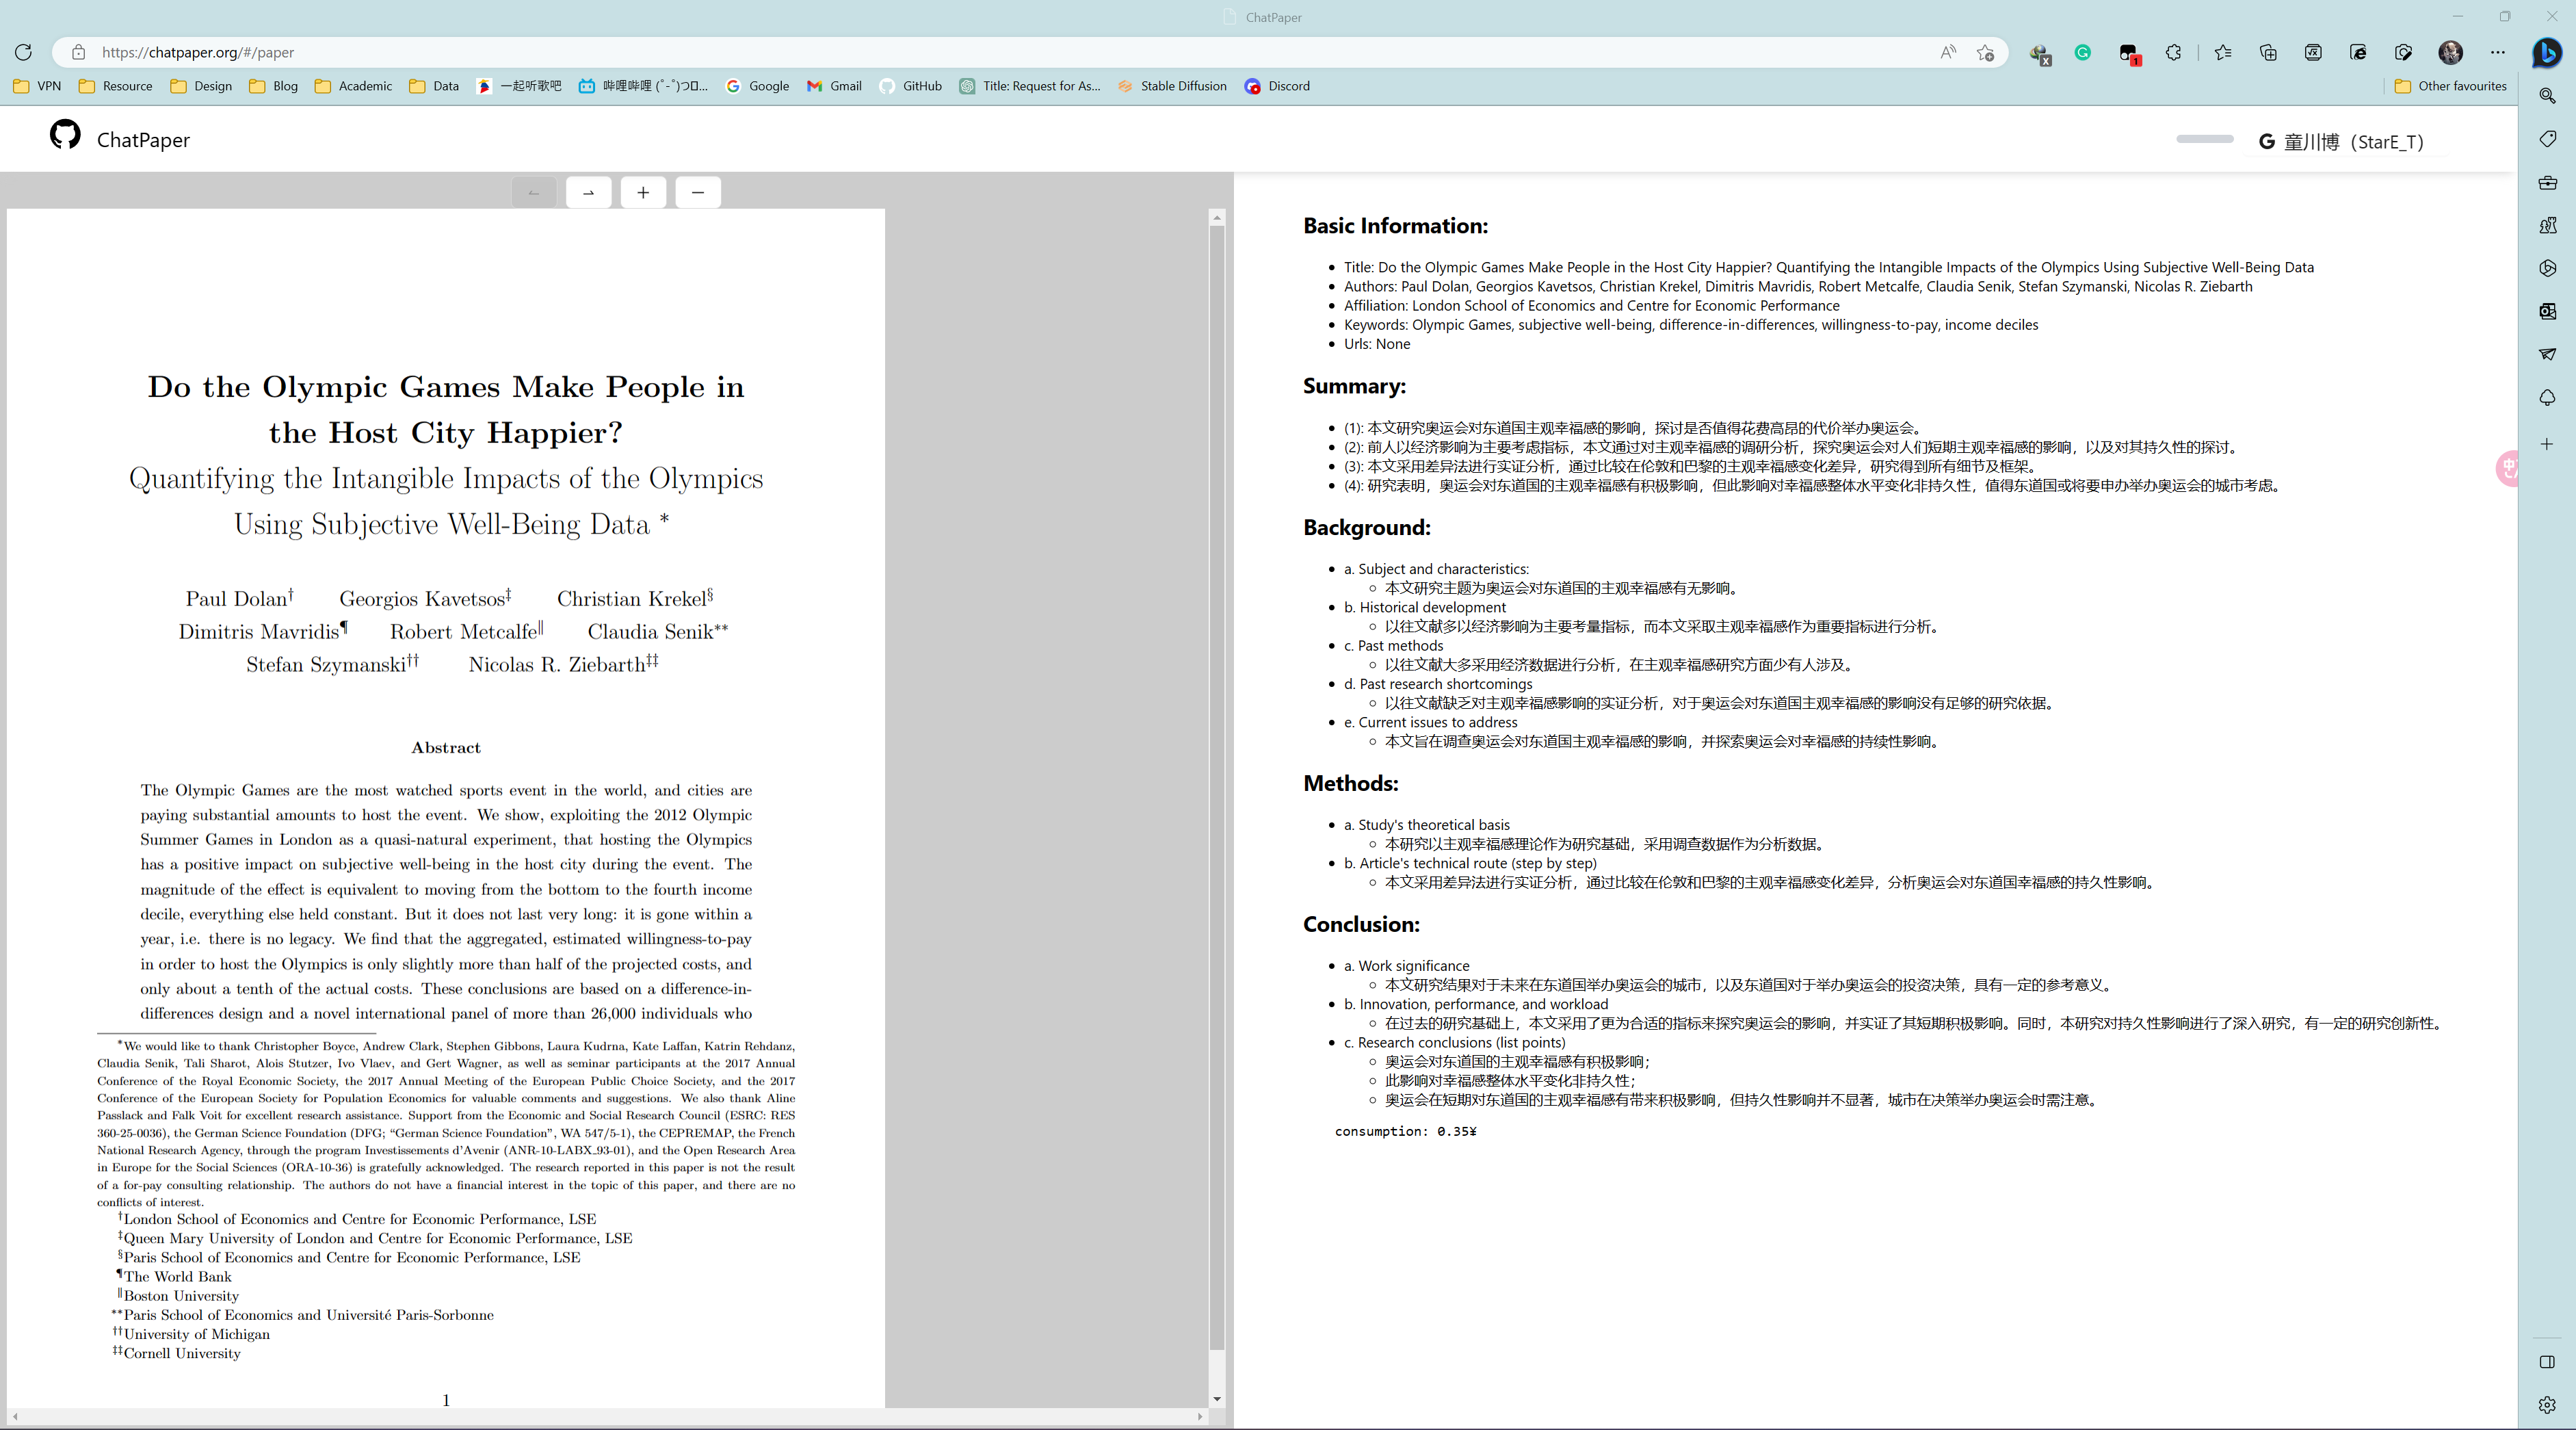 ChatPaper
https://chatpaper.org/#/paper
VPN
Resource
Design
Blog
Academic
Data
一起听歌吧
哔哩哔哩 (゜-゜)つ...
Google
Gmail
GitHub
Title: Request for As...
Stable Diffusion
Discord
Other favourites
ChatPaper
童川博（StarE_T）
Do the Olympic Games Make People in
the Host City Happier?
Quantifying the Intangible Impacts of the Olympics
Using Subjective Well-Being Data *
Paul Dolan† Georgios Kavetsos‡ Christian Krekel§
Dimitris Mavridis¶ Robert Metcalfe‖ Claudia Senik**
Stefan Szymanski†† Nicolas R. Ziebarth‡‡
Abstract
The Olympic Games are the most watched sports event in the world, and cities are
paying substantial amounts to host the event. We show, exploiting the 2012 Olympic
Summer Games in London as a quasi-natural experiment, that hosting the Olympics
has a positive impact on subjective well-being in the host city during the event. The
magnitude of the effect is equivalent to moving from the bottom to the fourth income
decile, everything else held constant. But it does not last very long: it is gone within a
year, i.e. there is no legacy. We find that the aggregated, estimated willingness-to-pay
in order to host the Olympics is only slightly more than half of the projected costs, and
only about a tenth of the actual costs. These conclusions are based on a difference-in-
differences design and a novel international panel of more than 26,000 individuals who
*We would like to thank Christopher Boyce, Andrew Clark, Stephen Gibbons, Laura Kudrna, Kate Laffan, Katrin Rehdanz,
Claudia Senik, Tali Sharot, Alois Stutzer, Ivo Vlaev, and Gert Wagner, as well as seminar participants at the 2017 Annual
Conference of the Royal Economic Society, the 2017 Annual Meeting of the European Public Choice Society, and the 2017
Conference of the European Society for Population Economics for valuable comments and suggestions. We also thank Aline
Passlack and Falk Voit for excellent research assistance. Support from the Economic and Social Research Council (ESRC: RES
360-25-0036), the German Science Foundation (DFG; “German Science Foundation”, WA 547/5-1), the CEPREMAP, the French
National Research Agency, through the program Investissements d’Avenir (ANR-10-LABX_93-01), and the Open Research Area
in Europe for the Social Sciences (ORA-10-36) is gratefully acknowledged. The research reported in this paper is not the result
of a for-pay consulting relationship. The authors do not have a financial interest in the topic of this paper, and there are no
conflicts of interest.
†London School of Economics and Centre for Economic Performance, LSE
‡Queen Mary University of London and Centre for Economic Performance, LSE
§Paris School of Economics and Centre for Economic Performance, LSE
¶The World Bank
‖Boston University
**Paris School of Economics and Université Paris-Sorbonne
††University of Michigan
‡‡Cornell University
1
Basic Information:
Title: Do the Olympic Games Make People in the Host City Happier? Quantifying the Intangible Impacts of the Olympics Using Subjective Well-Being Data
Authors: Paul Dolan, Georgios Kavetsos, Christian Krekel, Dimitris Mavridis, Robert Metcalfe, Claudia Senik, Stefan Szymanski, Nicolas R. Ziebarth
Affiliation: London School of Economics and Centre for Economic Performance
Keywords: Olympic Games, subjective well-being, difference-in-differences, willingness-to-pay, income deciles
Urls: None
Summary:
(1): 本文研究奥运会对东道国主观幸福感的影响，探讨是否值得花费高昂的代价举办奥运会。
(2): 前人以经济影响为主要考虑指标，本文通过对主观幸福感的调研分析，探究奥运会对人们短期主观幸福感的影响，以及对其持久性的探讨。
(3): 本文采用差异法进行实证分析，通过比较在伦敦和巴黎的主观幸福感变化差异，研究得到所有细节及框架。
(4): 研究表明，奥运会对东道国的主观幸福感有积极影响，但此影响对幸福感整体水平变化非持久性，值得东道国或将要申办举办奥运会的城市考虑。
Background:
a. Subject and characteristics:
本文研究主题为奥运会对东道国的主观幸福感有无影响。
b. Historical development
以往文献多以经济影响为主要考量指标，而本文采取主观幸福感作为重要指标进行分析。
c. Past methods
以往文献大多采用经济数据进行分析，在主观幸福感研究方面少有人涉及。
d. Past research shortcomings
以往文献缺乏对主观幸福感影响的实证分析，对于奥运会对东道国主观幸福感的影响没有足够的研究依据。
e. Current issues to address
本文旨在调查奥运会对东道国主观幸福感的影响，并探索奥运会对幸福感的持续性影响。
Methods:
a. Study's theoretical basis
本研究以主观幸福感理论作为研究基础，采用调查数据作为分析数据。
b. Article's technical route (step by step)
本文采用差异法进行实证分析，通过比较在伦敦和巴黎的主观幸福感变化差异，分析奥运会对东道国幸福感的持久性影响。
Conclusion:
a. Work significance
本文研究结果对于未来在东道国举办奥运会的城市，以及东道国对于举办奥运会的投资决策，具有一定的参考意义。
b. Innovation, performance, and workload
在过去的研究基础上，本文采用了更为合适的指标来探究奥运会的影响，并实证了其短期积极影响。同时，本研究对持久性影响进行了深入研究，有一定的研究创新性。
c. Research conclusions (list points)
奥运会对东道国的主观幸福感有积极影响；
此影响对幸福感整体水平变化非持久性；
奥运会在短期对东道国的主观幸福感有带来积极影响，但持久性影响并不显著，城市在决策举办奥运会时需注意。
consumption: 0.35¥